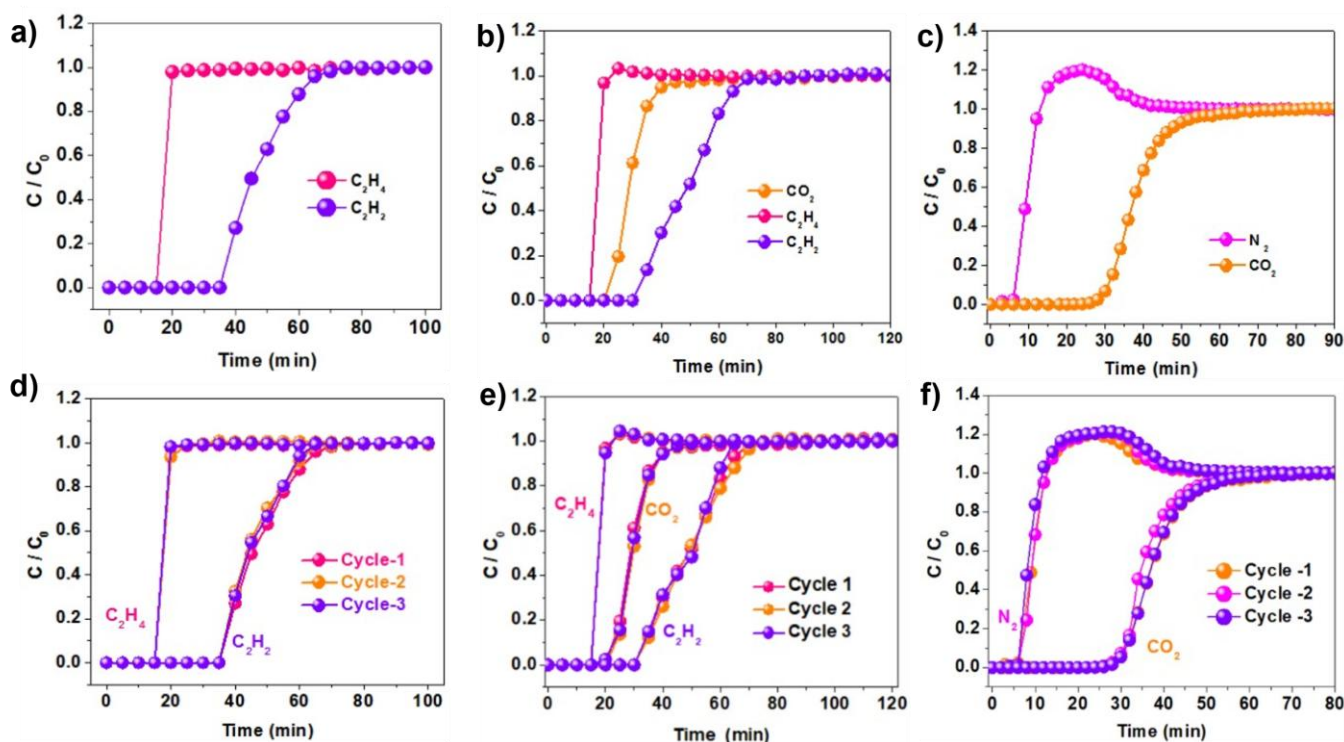 a)
1.2
1.0
0.8
0.6
0.4
0.2
0.0
C / C₀
C₂H₄
C₂H₂
0 20 40 60 80 100
Time (min)
b)
1.2
1.0
0.8
0.6
0.4
0.2
0.0
C / C₀
CO₂
C₂H₄
C₂H₂
0 20 40 60 80 100 120
Time (min)
c)
1.4
1.2
1.0
0.8
0.6
0.4
0.2
0.0
C / C₀
N₂
CO₂
0 10 20 30 40 50 60 70 80 90
Time (min)
d)
1.2
1.0
0.8
0.6
0.4
0.2
0.0
C / C₀
C₂H₄
C₂H₂
Cycle-1
Cycle-2
Cycle-3
0 20 40 60 80 100
Time (min)
e)
1.2
1.0
0.8
0.6
0.4
0.2
0.0
C / C₀
C₂H₄
CO₂
C₂H₂
Cycle 1
Cycle 2
Cycle 3
0 20 40 60 80 100 120
Time (min)
f)
1.4
1.2
1.0
0.8
0.6
0.4
0.2
0.0
C / C₀
N₂
CO₂
Cycle -1
Cycle -2
Cycle -3
0 10 20 30 40 50 60 70 80
Time (min)